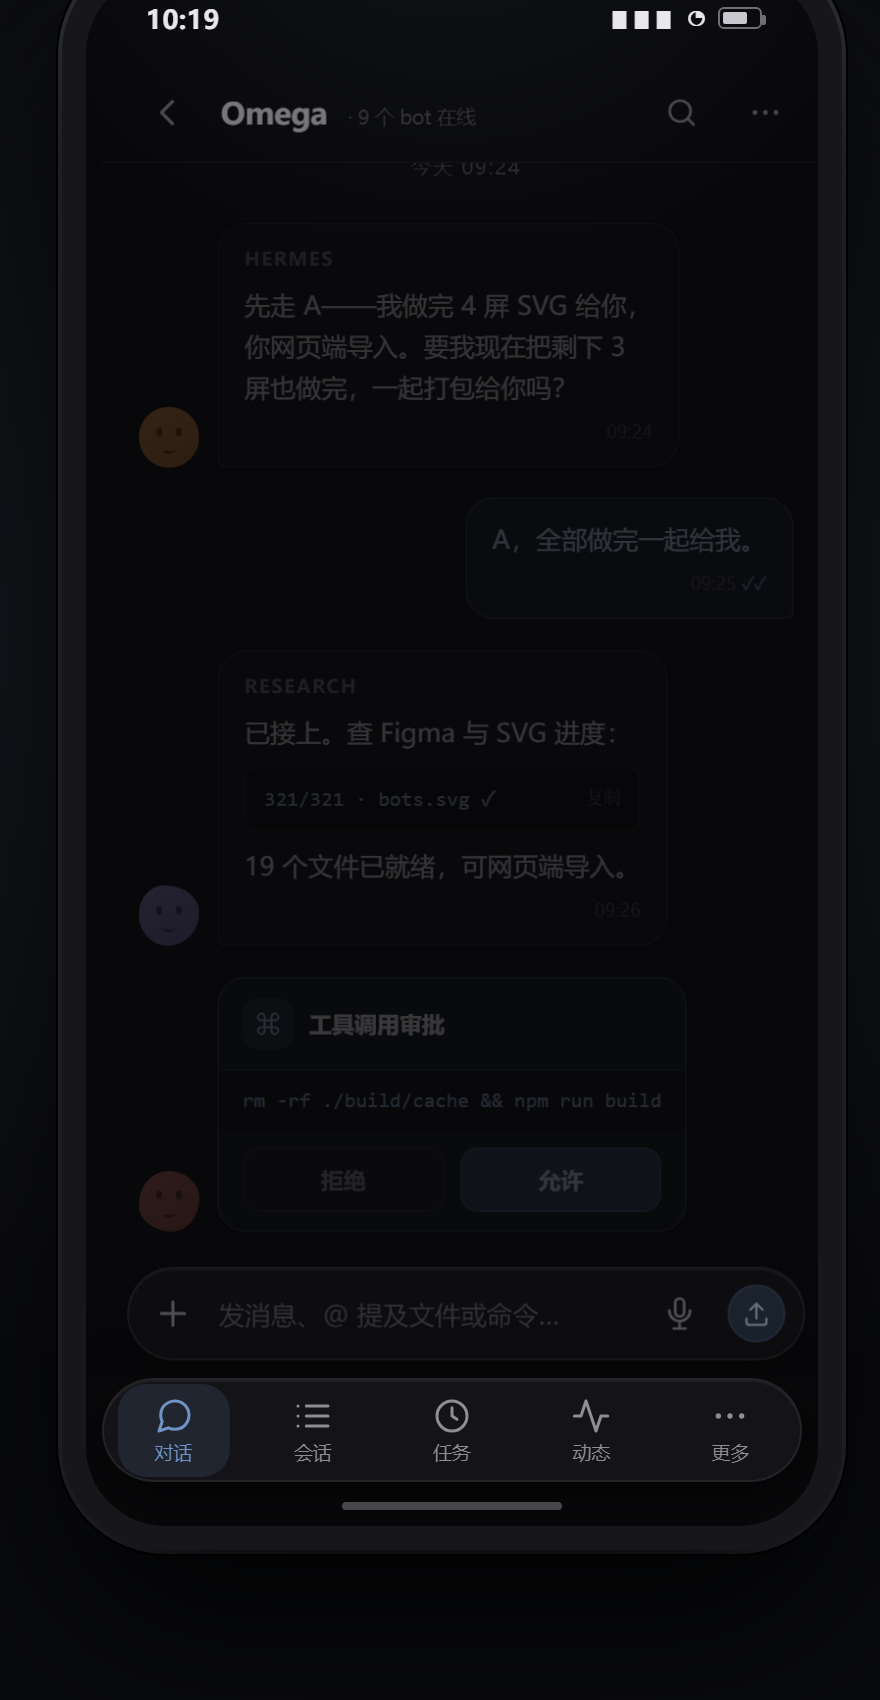 10:19
Omega · 9 个 bot 在线
今天 09:24
HERMES
先走 A——我做完 4 屏 SVG 给你，
你网页端导入。要我现在把剩下 3
屏也做完，一起打包给你吗？
09:24
A，全部做完一起给我。
09:25 ✓✓
RESEARCH
已接上。查 Figma 与 SVG 进度：
321/321 · bots.svg ✓ 复制
19 个文件已就绪，可网页端导入。
09:26
⌘ 工具调用审批
rm -rf ./build/cache && npm run build
拒绝 允许
发消息、@ 提及文件或命令…
对话 会话 任务 动态 更多